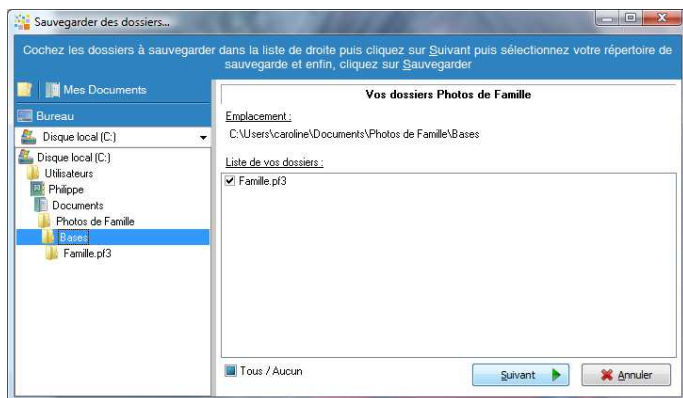 Sauvegarder des dossiers...
Cochez les dossiers à sauvegarder dans la liste de droite puis cliquez sur Suivant puis sélectionnez votre répertoire de
sauvegarde et enfin, cliquez sur Sauvegarder
Mes Documents
Bureau
Disque local (C:)
Disque local (C:)
Utilisateurs
Philippe
Documents
Photos de Famille
Bases
Famille.pf3
Vos dossiers Photos de Famille
Emplacement :
C:\Users\caroline\Documents\Photos de Famille\Bases
Liste de vos dossiers :
Famille.pf3
Tous / Aucun
Suivant
Annuler